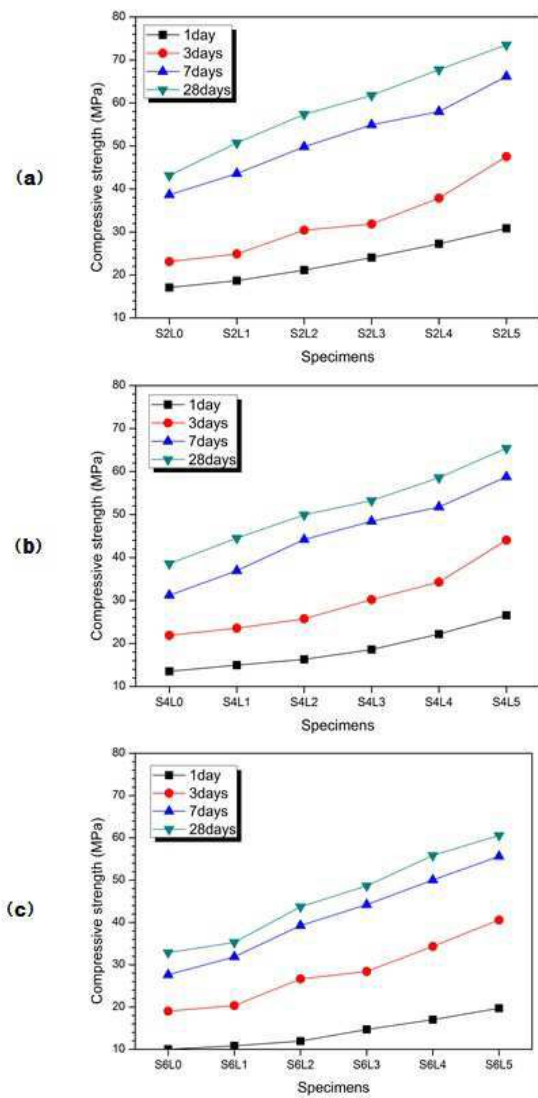 (a)
80
70
60
50
40
30
20
10
Compressive strength (MPa)
1day
3days
7days
28days
S2L0 S2L1 S2L2 S2L3 S2L4 S2L5
Specimens
(b)
80
70
60
50
40
30
20
10
Compressive strength (MPa)
1day
3days
7days
28days
S4L0 S4L1 S4L2 S4L3 S4L4 S4L5
Specimens
(c)
80
70
60
50
40
30
20
10
Compressive strength (MPa)
1day
3days
7days
28days
S6L0 S6L1 S6L2 S6L3 S6L4 S6L5
Specimens